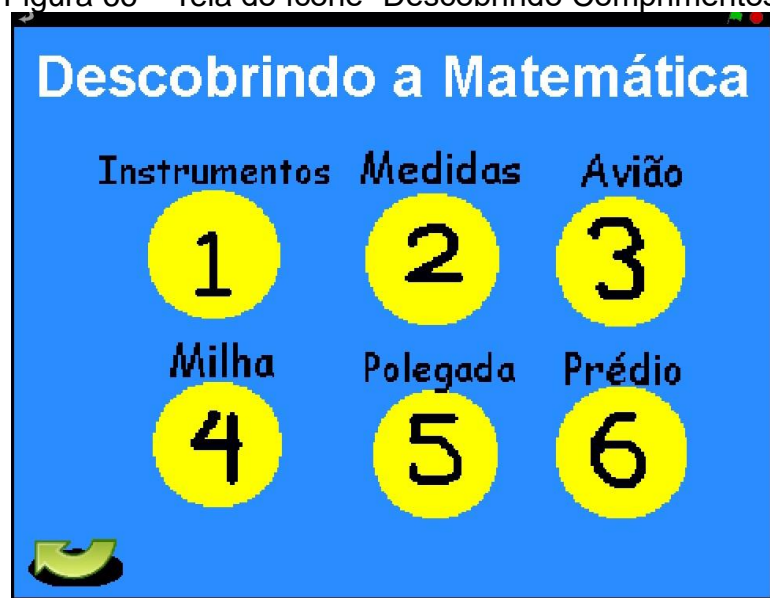 Tela do Ícone "Descobrindo Comprimentos
Descobrindo a Matemática
Instrumentos Medidas Avião
1 2 3
Milha Polegada Prédio
4 5 6